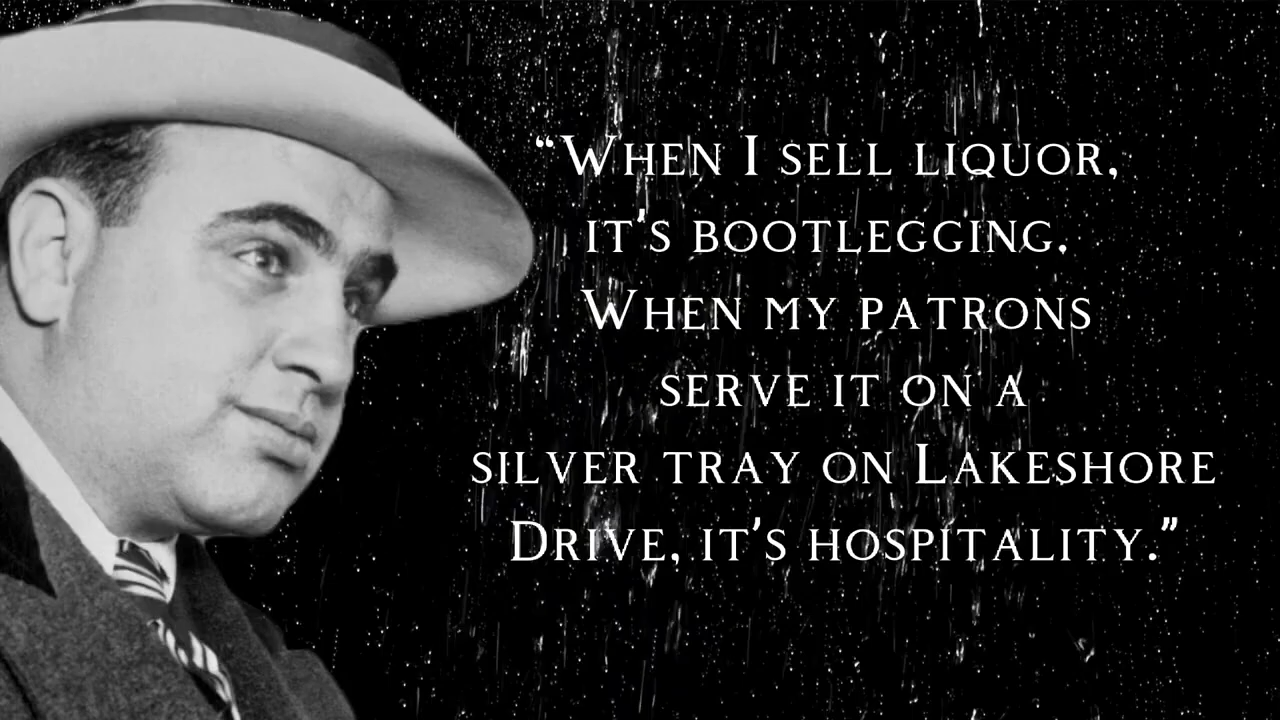 “When I sell liquor,
it's bootlegging.
When my patrons
serve it on a
silver tray on Lakeshore
Drive, it's hospitality.”